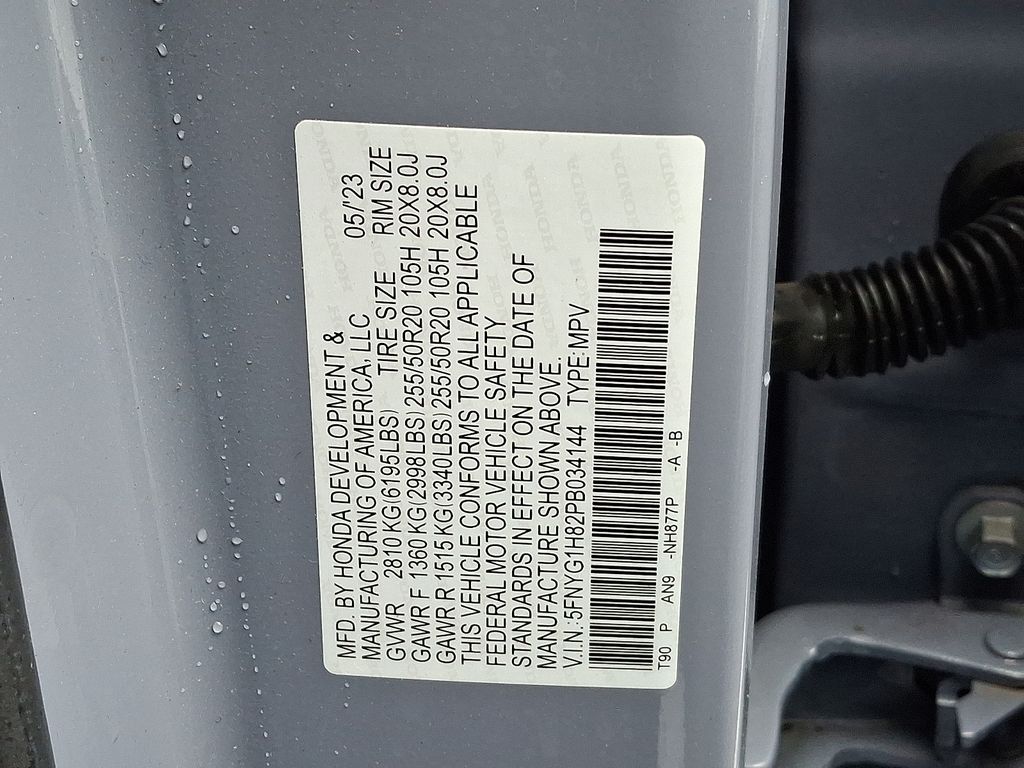 MFD. BY HONDA DEVELOPMENT &
MANUFACTURING OF AMERICA, LLC 05/'23
GVWR 2810 KG(6195LBS) TIRE SIZE RIM SIZE
GAWR F 1360 KG(2998LBS) 255/50R20 105H 20X8.0J
GAWR R 1515 KG(3340LBS) 255/50R20 105H 20X8.0J
THIS VEHICLE CONFORMS TO ALL APPLICABLE
FEDERAL MOTOR VEHICLE SAFETY
STANDARDS IN EFFECT ON THE DATE OF
MANUFACTURE SHOWN ABOVE.
V.I.N.:5FNYG1H82PB034144 TYPE:MPV
T90 P AN9 -NH877P -A -B